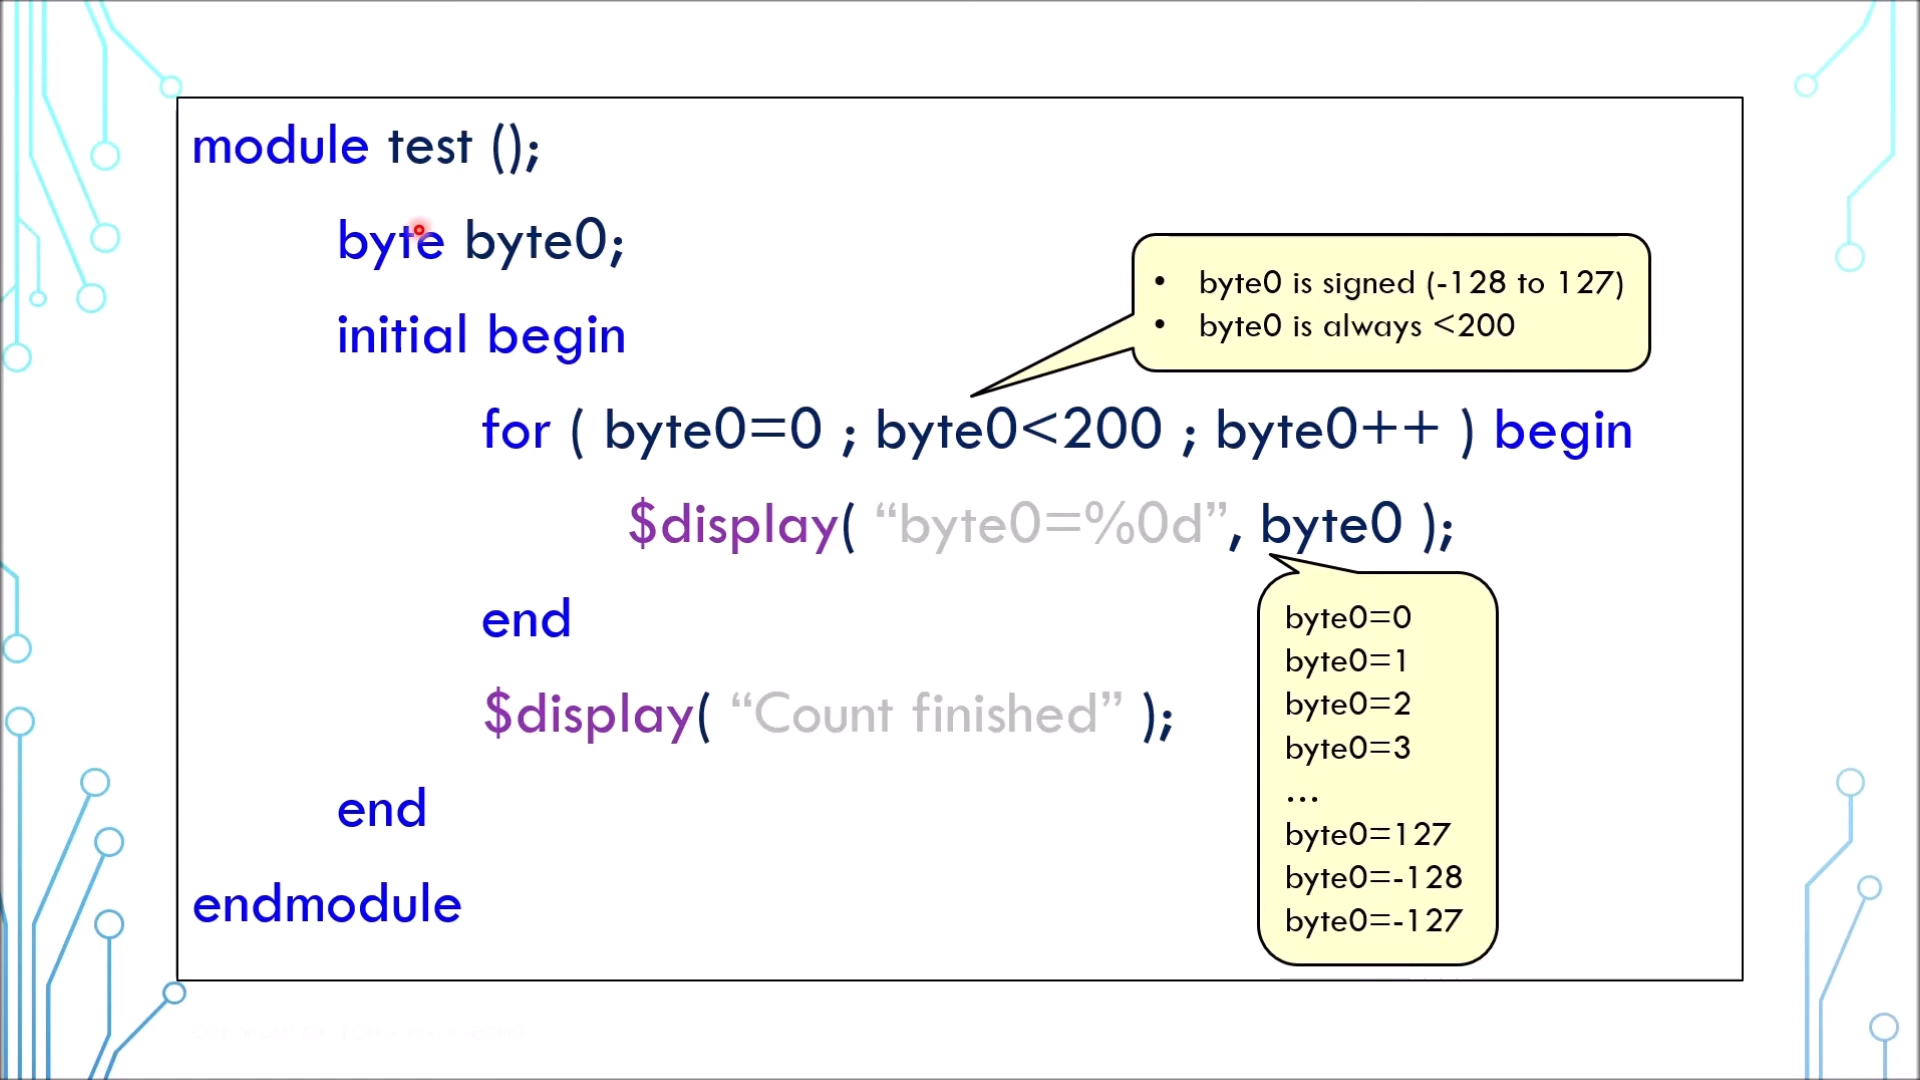 module test ();
byte byte0;
initial begin
• byte0 is signed (-128 to 127)
• byte0 is always <200
for ( byte0=0 ; byte0<200 ; byte0++ ) begin
$display( “byte0=%0d”, byte0 );
end
$display( “Count finished” );
end
endmodule
byte0=0
byte0=1
byte0=2
byte0=3
...
byte0=127
byte0=-128
byte0=-127